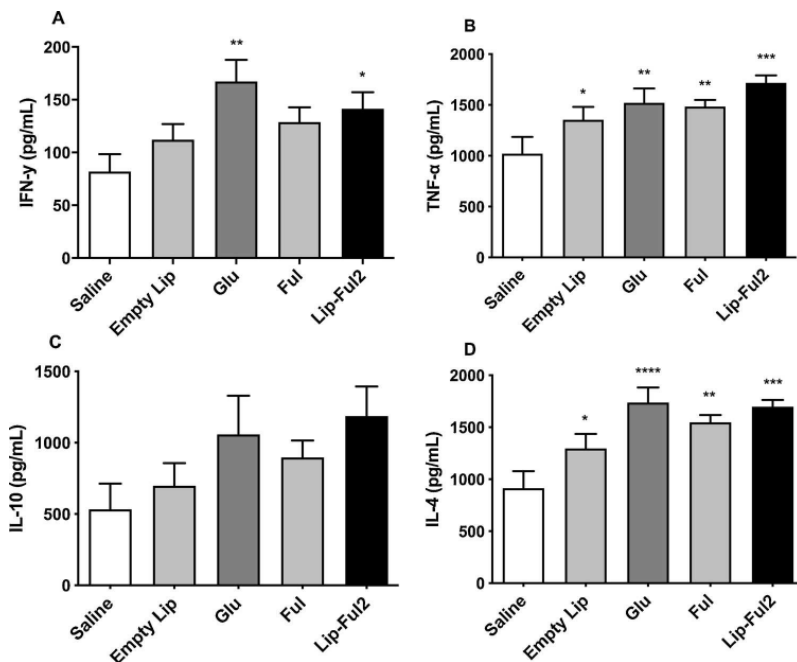 A
IFN-y (pg/mL)
200
150
100
50
0
**
*
Saline
Empty Lip
Glu
Ful
Lip-Ful2
B
TNF-α (pg/mL)
2000
1500
1000
500
0
*
**
**
***
Saline
Empty Lip
Glu
Ful
Lip-Ful2
C
IL-10 (pg/mL)
1500
1000
500
0
Saline
Empty Lip
Glu
Ful
Lip-Ful2
D
IL-4 (pg/mL)
2000
1500
1000
500
0
*
****
**
***
Saline
Empty Lip
Glu
Ful
Lip-Ful2